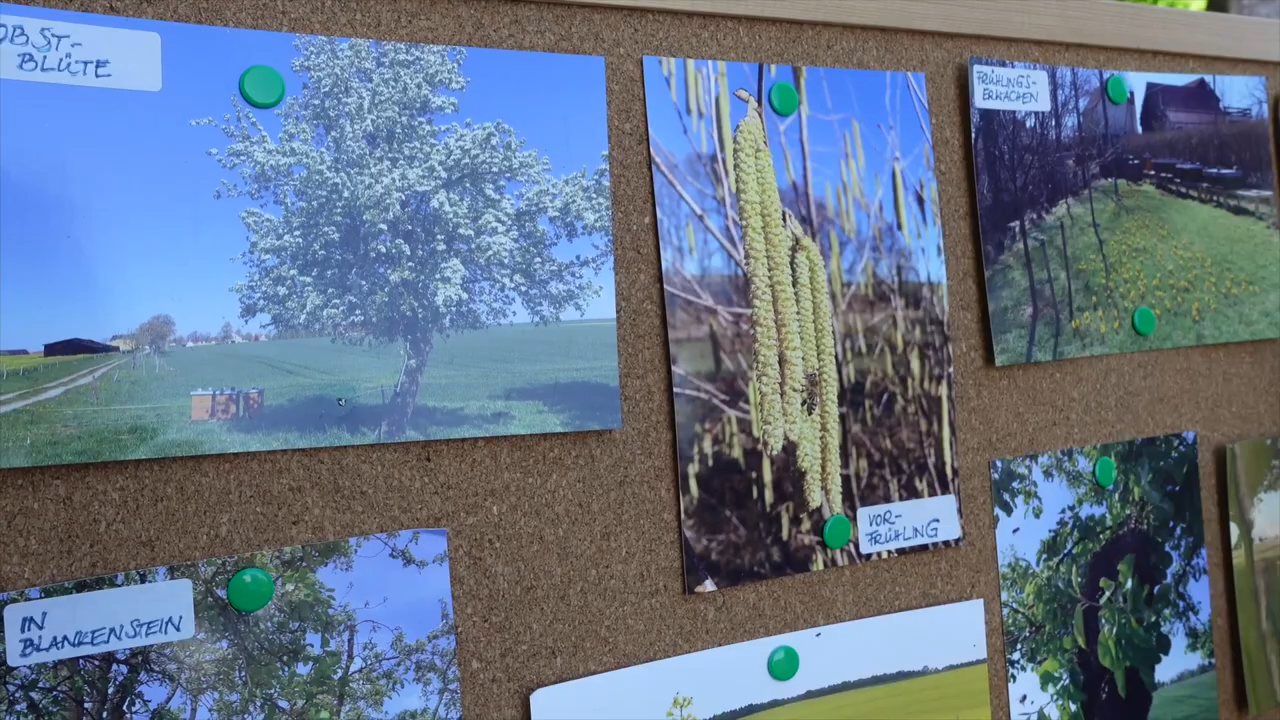 OBST-
BLÜTE
VOR-
FRÜHLING
FRÜHLINGS-
ERWACHEN
IN
BLANKENSTEIN